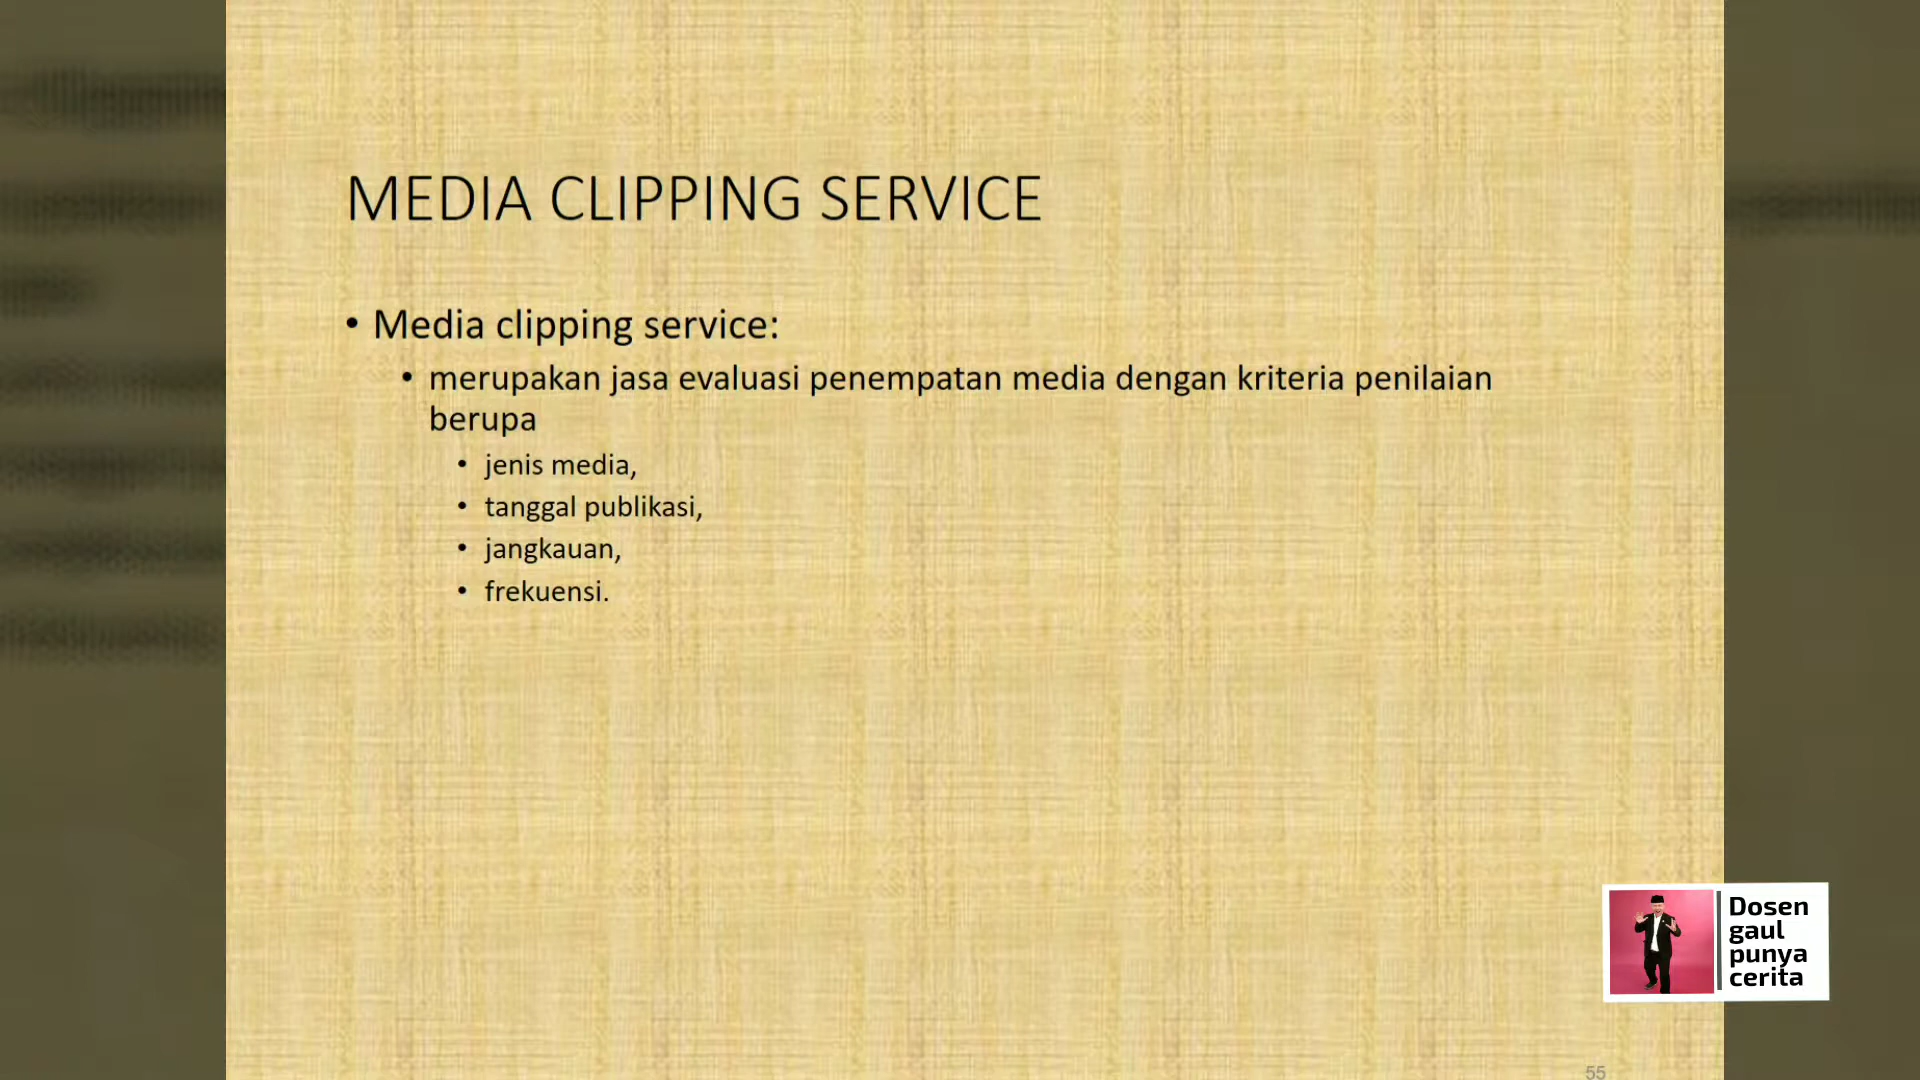 MEDIA CLIPPING SERVICE
• Media clipping service:
• merupakan jasa evaluasi penempatan media dengan kriteria penilaian
berupa
• jenis media,
• tanggal publikasi,
• jangkauan,
• frekuensi.
Dosen
gaul
punya
cerita
55